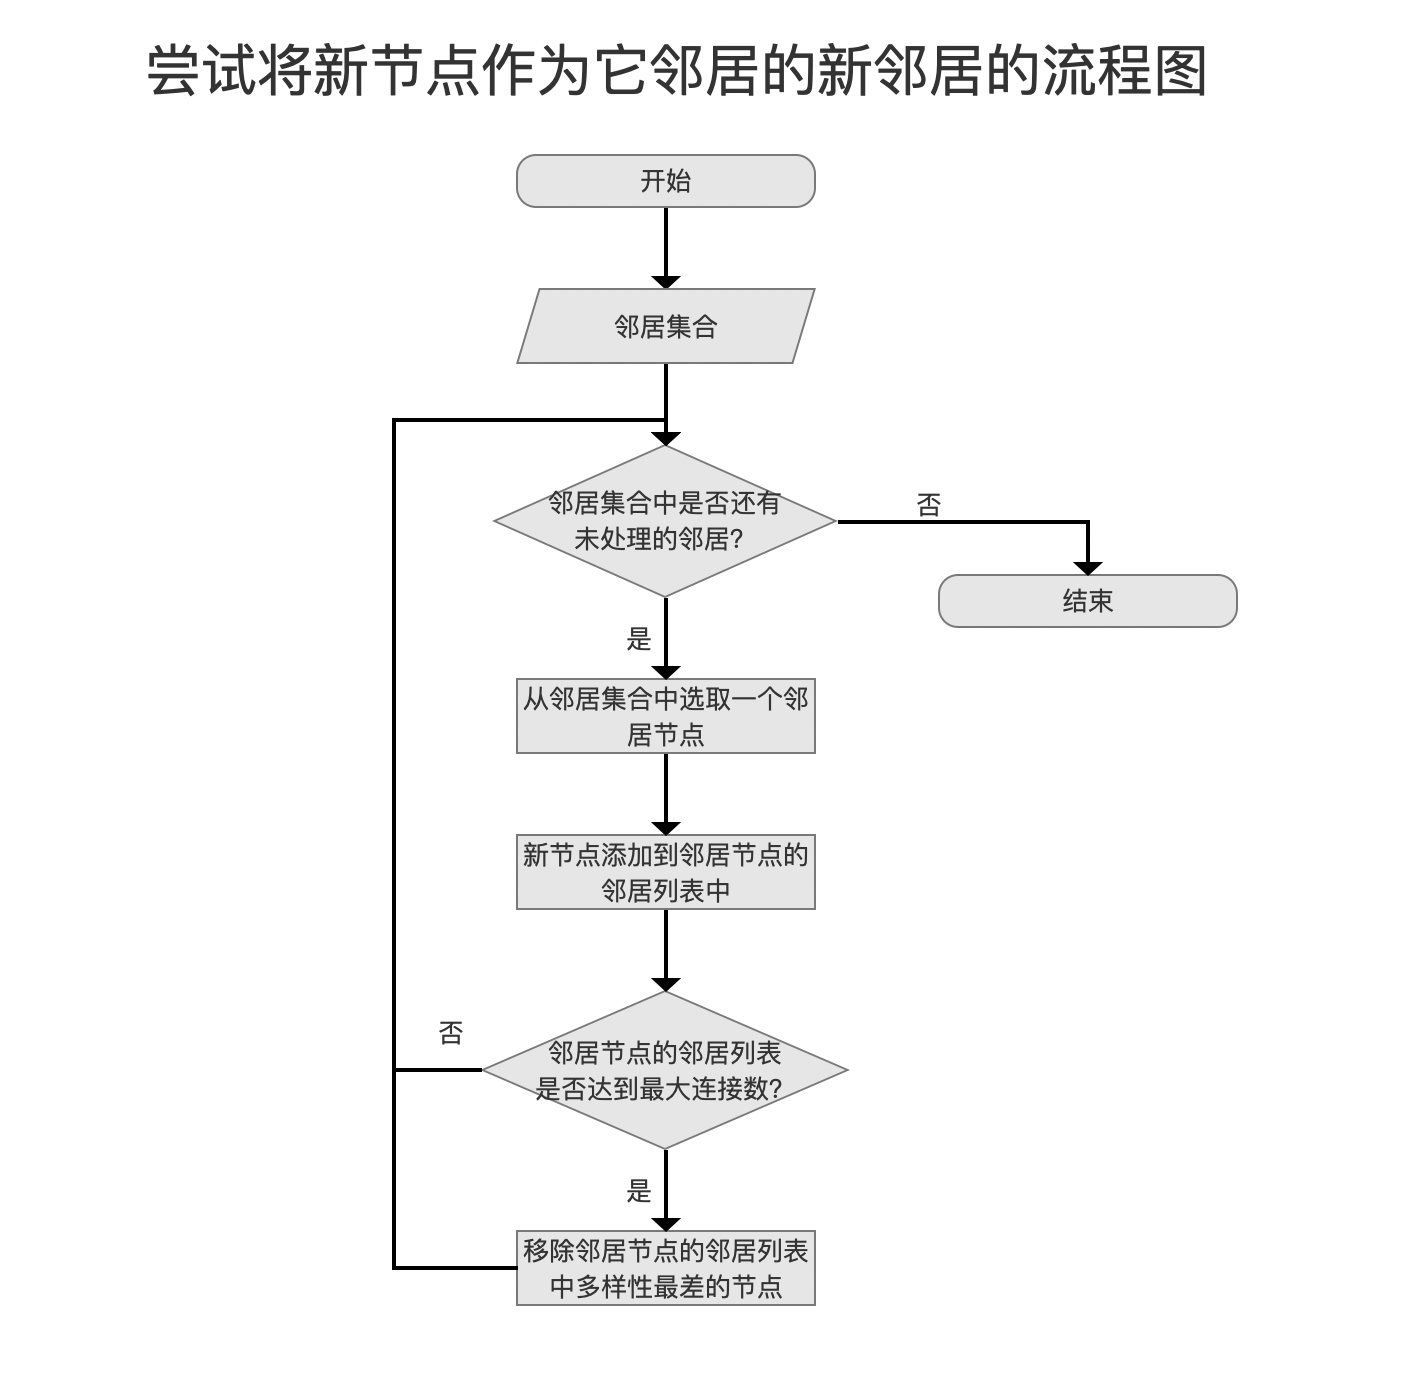 尝试将新节点作为它邻居的新邻居的流程图
开始
邻居集合
邻居集合中是否还有
未处理的邻居?
否
结束
是
从邻居集合中选取一个邻
居节点
新节点添加到邻居节点的
邻居列表中
否
邻居节点的邻居列表
是否达到最大连接数?
是
移除邻居节点的邻居列表
中多样性最差的节点